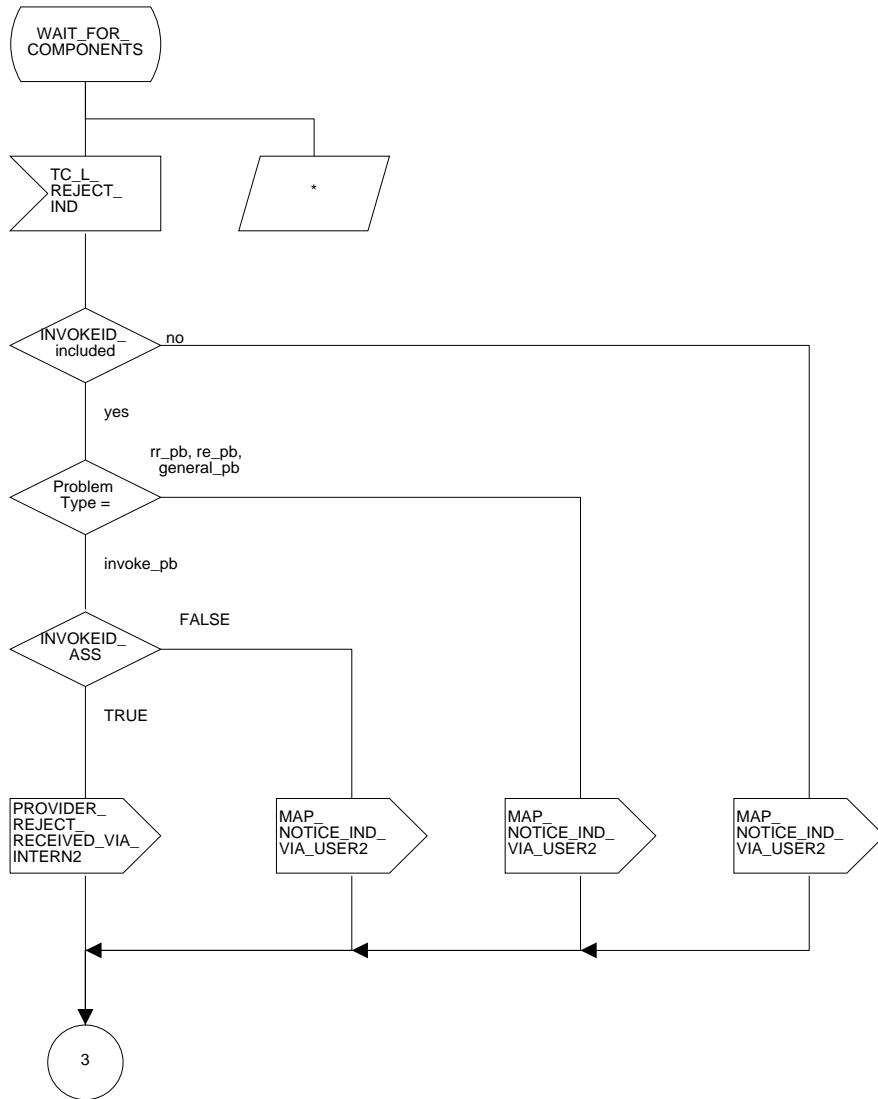 WAIT_FOR_
COMPONENTS
TC_L_
REJECT_
IND
*
INVOKEID_
included
no
yes
rr_pb, re_pb,
general_pb
Problem
Type =
invoke_pb
FALSE
INVOKEID_
ASS
TRUE
PROVIDER_
REJECT_
RECEIVED_VIA_
INTERN2
MAP_
NOTICE_IND_
VIA_USER2
MAP_
NOTICE_IND_
VIA_USER2
MAP_
NOTICE_IND_
VIA_USER2
3